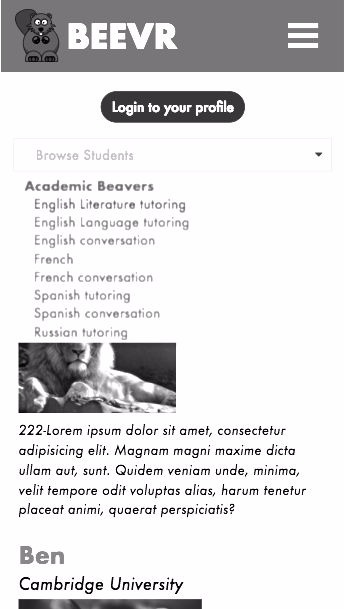 BEEVR
Login to your profile
Browse Students
Academic Beavers
English Literature tutoring
English Language tutoring
English conversation
French
French conversation
Spanish tutoring
Spanish conversation
Russian tutoring
222-Lorem ipsum dolor sit amet, consectetur
adipisicing elit. Magnam magni maxime dicta
ullam aut, sunt. Quidem veniam unde, minima,
velit tempore odit voluptas alias, harum tenetur
placeat animi, quaerat perspiciatis?
Ben
Cambridge University